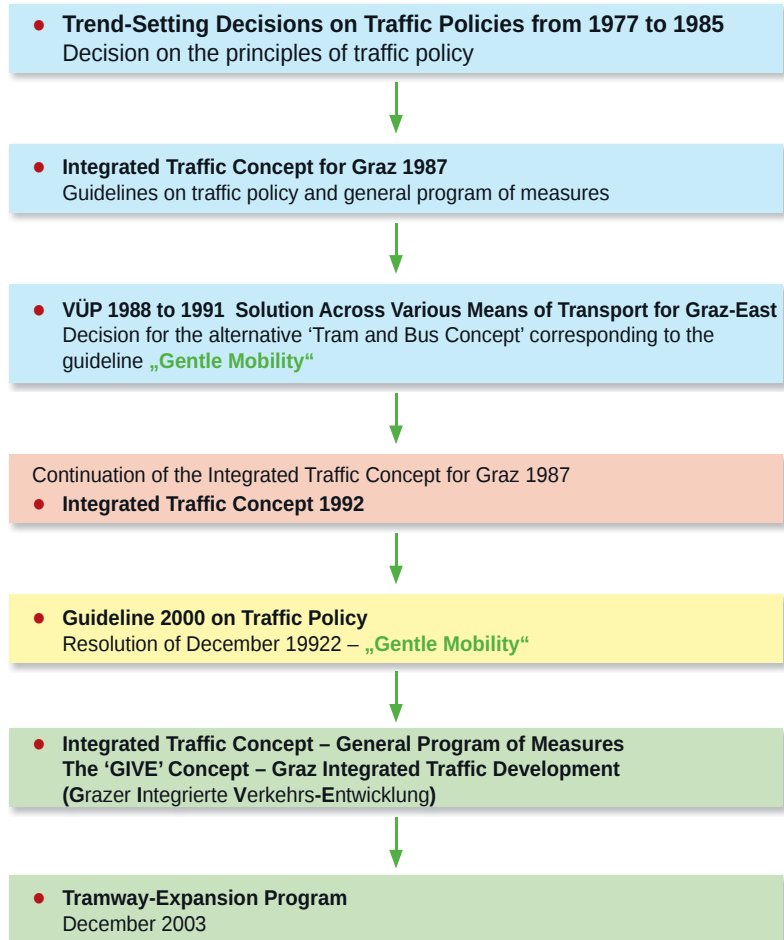 • Trend-Setting Decisions on Traffic Policies from 1977 to 1985
Decision on the principles of traffic policy
• Integrated Traffic Concept for Graz 1987
Guidelines on traffic policy and general program of measures
• VÜP 1988 to 1991 Solution Across Various Means of Transport for Graz-East
Decision for the alternative ‘Tram and Bus Concept’ corresponding to the
guideline „Gentle Mobility“
Continuation of the Integrated Traffic Concept for Graz 1987
• Integrated Traffic Concept 1992
• Guideline 2000 on Traffic Policy
Resolution of December 19922 – „Gentle Mobility“
• Integrated Traffic Concept – General Program of Measures
The ‘GIVE’ Concept – Graz Integrated Traffic Development
(Grazer Integrierte Verkehrs-Entwicklung)
• Tramway-Expansion Program
December 2003